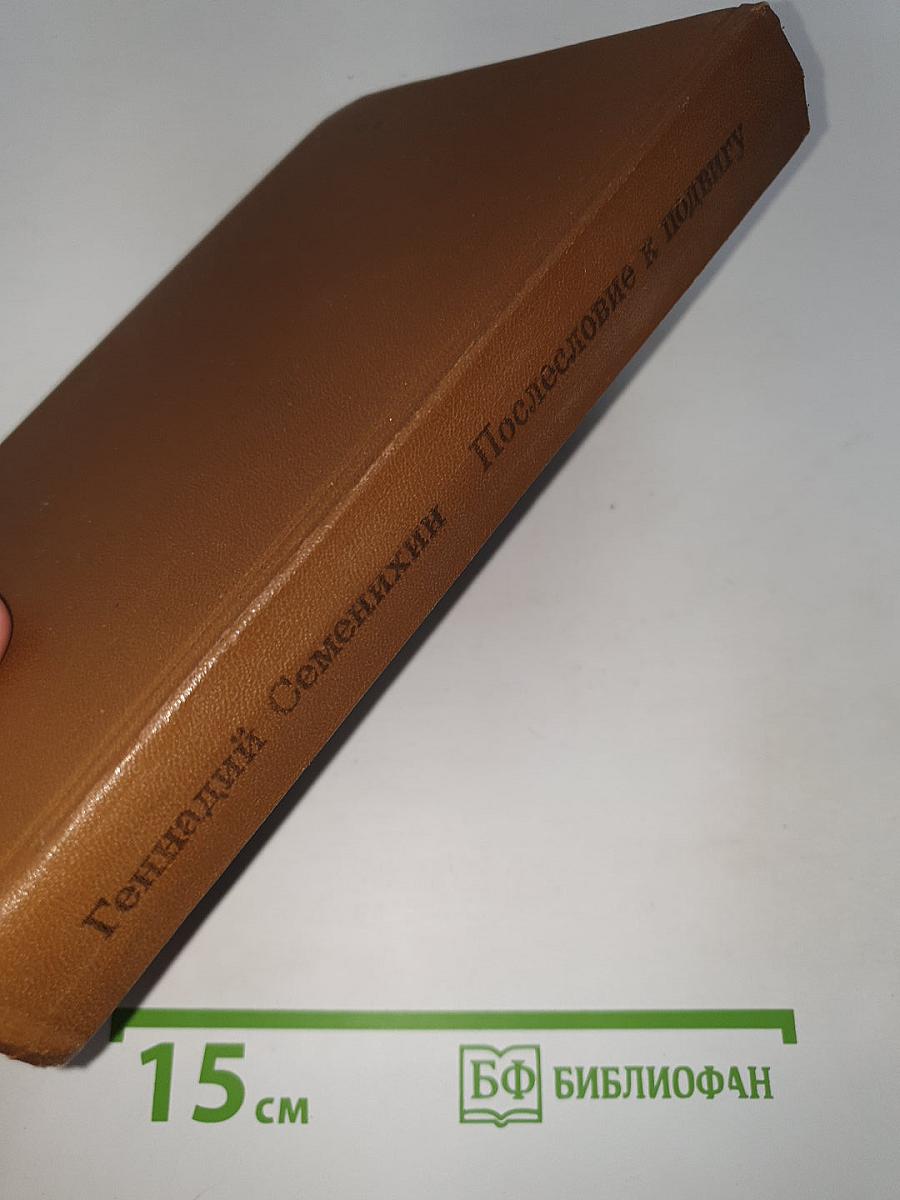 Геннадий Семенихин Послесловие к подвигу
15 см
БФ БИБЛИОФАН